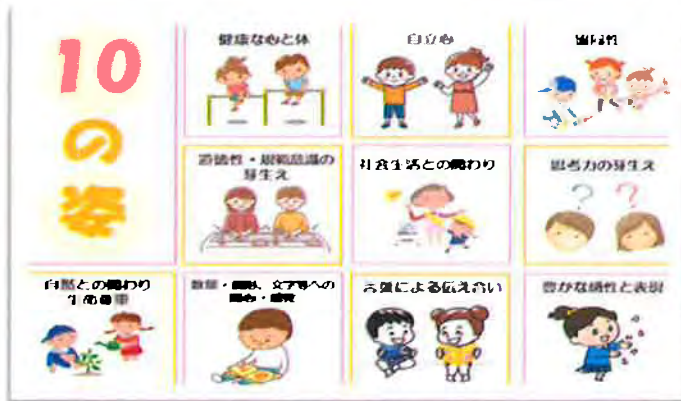 10
の
姿
健康な心と体
自立心
協同性
道徳性・規範意識の
芽生え
社会生活との関わり
思考力の芽生え
自然との関わり
生命尊重
数量・図形、文字等への
関心・感覚
言葉による伝え合い
豊かな感性と表現